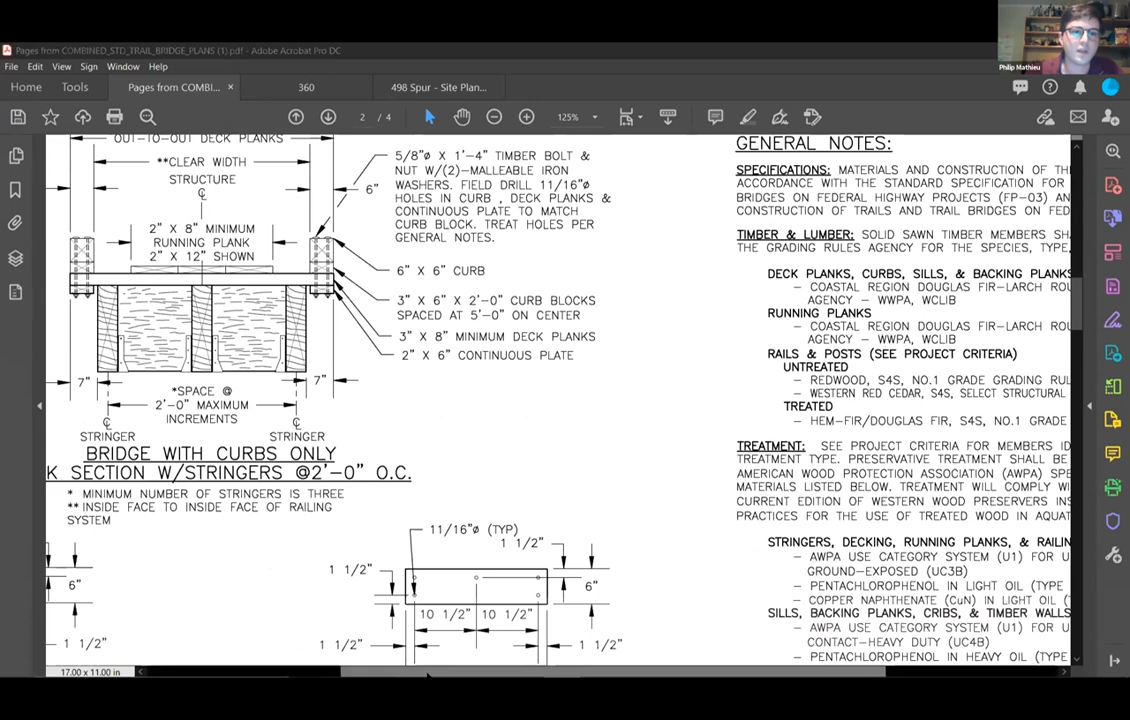 Pages from COMBINED_STD_TRAIL_BRIDGE_PLANS (1).pdf - Adobe Acrobat Pro DC
File Edit View Sign Window Help
Philip Mathieu
Home Tools Pages from COMBI... × 360 498 Spur - Site Plan...
2 / 4 125%
OUT-TO-OUT DECK PLANKS
**CLEAR WIDTH
STRUCTURE
℄
6"
2" X 8" MINIMUM
RUNNING PLANK
2" X 12" SHOWN
5/8"ø X 1'-4" TIMBER BOLT &
NUT W/(2)-MALLEABLE IRON
WASHERS. FIELD DRILL 11/16"ø
HOLES IN CURB , DECK PLANKS &
CONTINUOUS PLATE TO MATCH
CURB BLOCK. TREAT HOLES PER
GENERAL NOTES.
6" X 6" CURB
3" X 6" X 2'-0" CURB BLOCKS
SPACED AT 5'-0" ON CENTER
3" X 8" MINIMUM DECK PLANKS
2" X 6" CONTINUOUS PLATE
7" 7"
*SPACE @
2'-0" MAXIMUM
INCREMENTS
℄ ℄
STRINGER STRINGER
BRIDGE WITH CURBS ONLY
K SECTION W/STRINGERS @2'-0" O.C.
* MINIMUM NUMBER OF STRINGERS IS THREE
** INSIDE FACE TO INSIDE FACE OF RAILING
SYSTEM
6"
1 1/2"
11/16"ø (TYP)
1 1/2"
1 1/2"
6"
10 1/2" 10 1/2"
1 1/2" 1 1/2"
GENERAL NOTES:
SPECIFICATIONS: MATERIALS AND CONSTRUCTION OF TH
ACCORDANCE WITH THE STANDARD SPECIFICATION FOR
BRIDGES ON FEDERAL HIGHWAY PROJECTS (FP-03) AN
CONSTRUCTION OF TRAILS AND TRAIL BRIDGES ON FED
TIMBER & LUMBER: SOLID SAWN TIMBER MEMBERS SHA
THE GRADING RULES AGENCY FOR THE SPECIES, TYPE,
DECK PLANKS, CURBS, SILLS, & BACKING PLANKS
- COASTAL REGION DOUGLAS FIR-LARCH ROU
AGENCY - WWPA, WCLIB
RUNNING PLANKS
- COASTAL REGION DOUGLAS FIR-LARCH ROU
AGENCY - WWPA, WCLIB
RAILS & POSTS (SEE PROJECT CRITERIA)
UNTREATED
- REDWOOD, S4S, NO.1 GRADE GRADING RUL
- WESTERN RED CEDAR, S4S, SELECT STRUCTURAL
TREATED
- HEM-FIR/DOUGLAS FIR, S4S, NO.1 GRADE
TREATMENT: SEE PROJECT CRITERIA FOR MEMBERS ID
TREATMENT TYPE. PRESERVATIVE TREATMENT SHALL BE
AMERICAN WOOD PROTECTION ASSOCIATION (AWPA) SPE
MATERIALS LISTED BELOW. TREATMENT WILL COMPLY WI
CURRENT EDITION OF WESTERN WOOD PRESERVERS INS
PRACTICES FOR THE USE OF TREATED WOOD IN AQUAT
STRINGERS, DECKING, RUNNING PLANKS, & RAILIN
- AWPA USE CATEGORY SYSTEM (U1) FOR U
GROUND-EXPOSED (UC3B)
- PENTACHLOROPHENOL IN LIGHT OIL (TYPE
- COPPER NAPHTHENATE (CuN) IN LIGHT OIL (
SILLS, BACKING PLANKS, CRIBS, & TIMBER WALLS
- AWPA USE CATEGORY SYSTEM (U1) FOR U
CONTACT-HEAVY DUTY (UC4B)
- PENTACHLOROPHENOL IN HEAVY OIL (TYPE
17.00 x 11.00 in